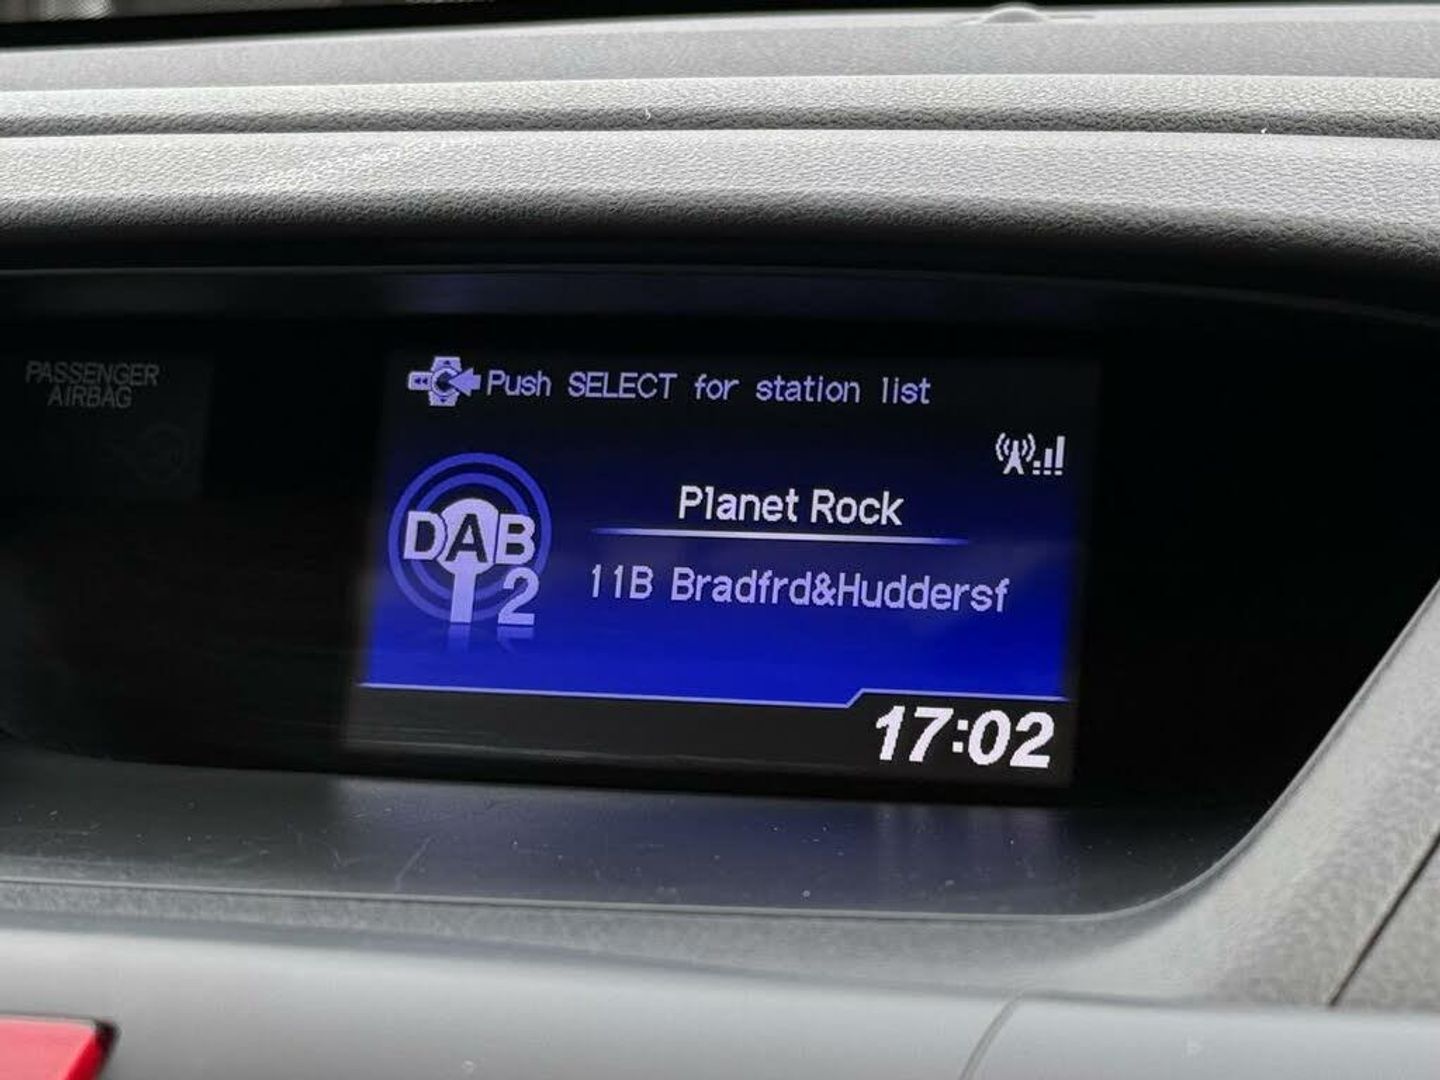 PASSENGER
AIRBAG
Push SELECT for station list
Planet Rock
DAB
2
11B Bradfrd&Huddersf
17:02